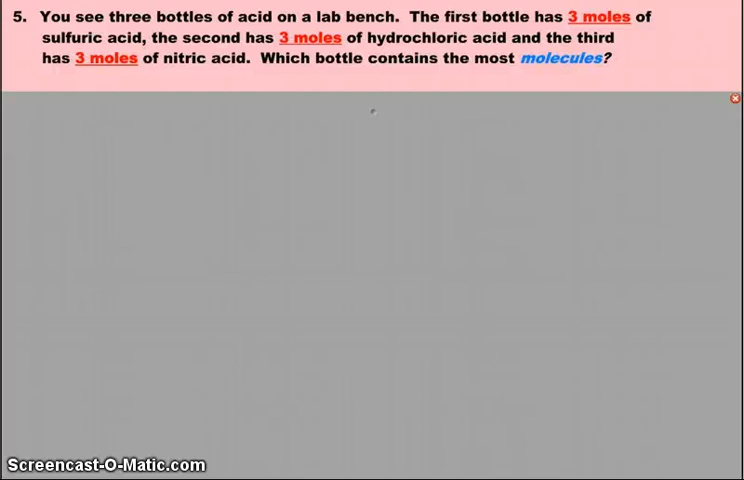 5. You see three bottles of acid on a lab bench. The first bottle has 3 moles of
sulfuric acid, the second has 3 moles of hydrochloric acid and the third
has 3 moles of nitric acid. Which bottle contains the most molecules?
Screencast-O-Matic.com